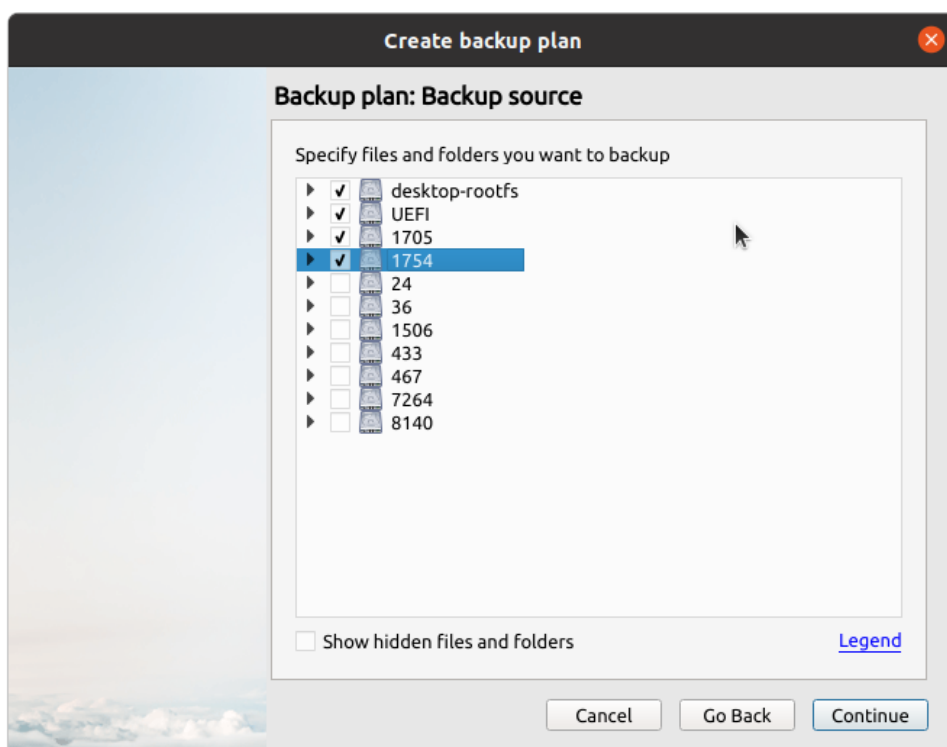 Create backup plan
Backup plan: Backup source
Specify files and folders you want to backup
desktop-rootfs
UEFI
1705
1754
24
36
1506
433
467
7264
8140
Show hidden files and folders
Legend
Cancel
Go Back
Continue